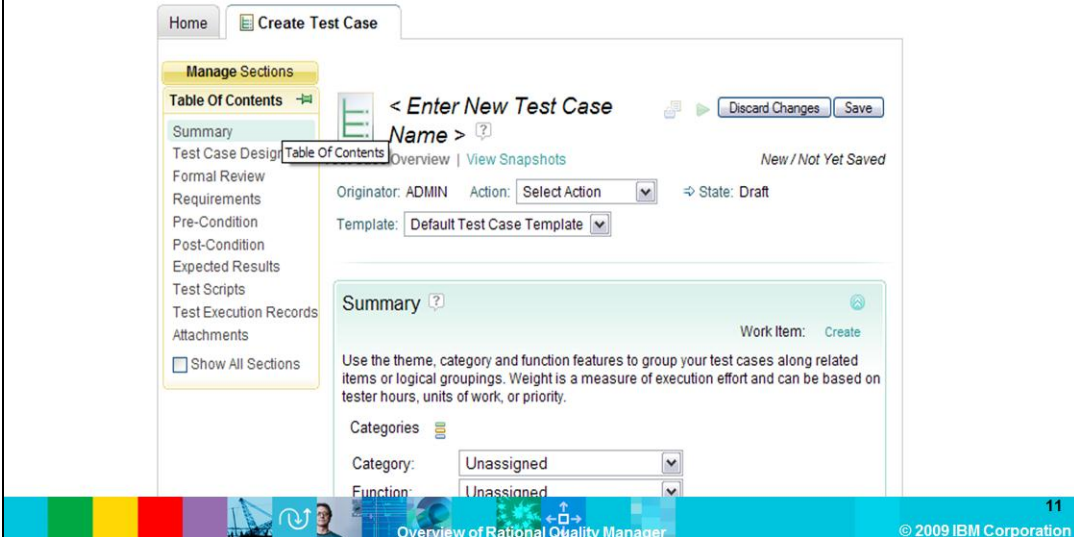 Home
Create Test Case
Manage Sections
Table Of Contents
Summary
Test Case Design
Formal Review
Requirements
Pre-Condition
Post-Condition
Expected Results
Test Scripts
Test Execution Records
Attachments
Show All Sections
Table Of Contents
< Enter New Test Case
Name > ?
Discard Changes
Save
Overview | View Snapshots
New / Not Yet Saved
Originator: ADMIN Action: Select Action State: Draft
Template: Default Test Case Template
Summary ?
Work Item: Create
Use the theme, category and function features to group your test cases along related
items or logical groupings. Weight is a measure of execution effort and can be based on
tester hours, units of work, or priority.
Categories
Category: Unassigned
Function: Unassigned
11
Overview of Rational Quality Manager
© 2009 IBM Corporation